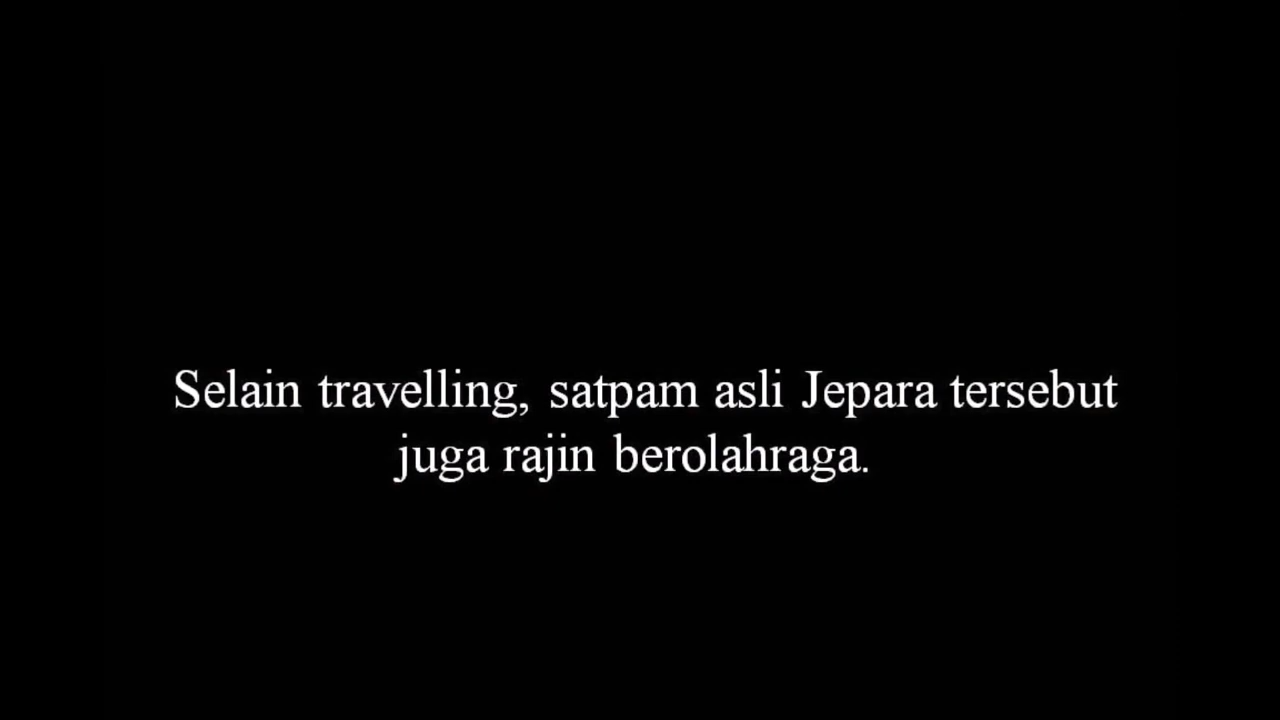 Selain travelling, satpam asli Jepara tersebut
juga rajin berolahraga.